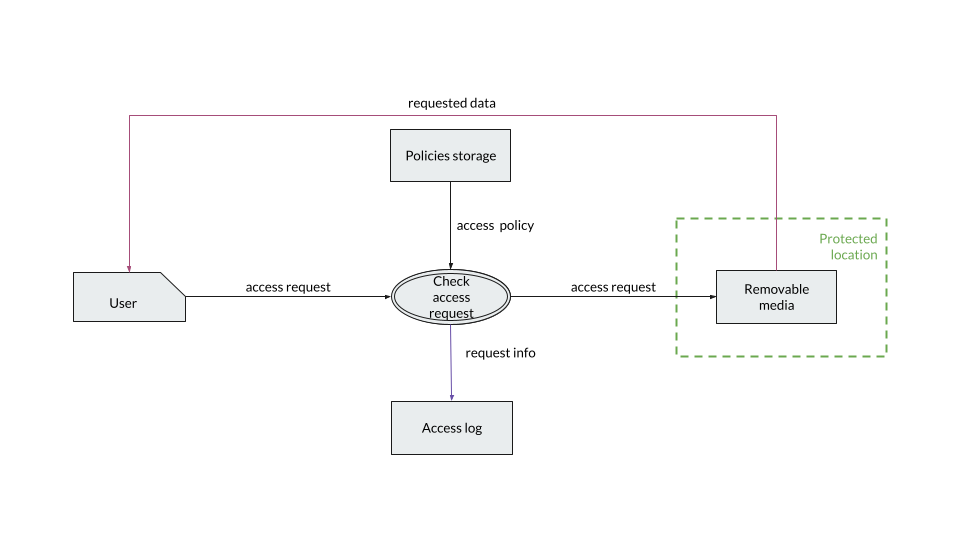 requested data
Policies storage
access policy
Protected
location
User
access request
Check
access
request
access request
Removable
media
request info
Access log